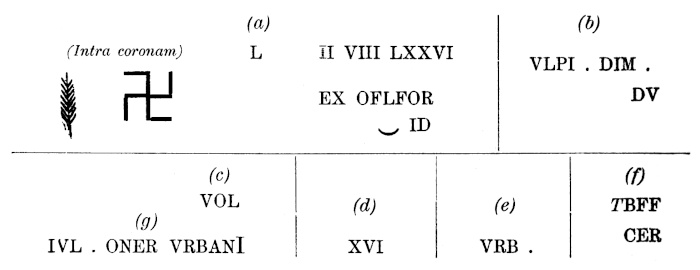 (a)
(Intra coronam) L II VIII LXXVI
EX OFLFOR
ID
(b)
VLPI . DIM .
DV
(c)
VOL
(g)
IVL . ONER VRBANI
(d)
XVI
(e)
VRB .
(f)
TBFF
CER